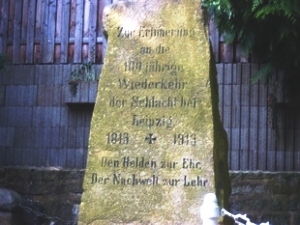 Zur Erinnerung
an die
100 jährige
Wiederkehr
der Schlacht bei
Leipzig
1813 ✠ 1913
Den Helden zur Ehr,
Der Nachwelt zur Lehr.